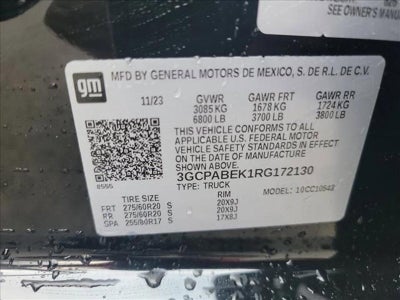 SEE OWNER'S MANUAL
gm
MFD BY GENERAL MOTORS DE MEXICO, S. DE R.L. DE C.V.
11/23 GVWR GAWR FRT GAWR RR
3085 KG 1678 KG 1724 KG
6800 LB 3700 LB 3800 LB
THIS VEHICLE CONFORMS TO ALL
APPLICABLE U.S. FEDERAL MOTOR
VEHICLE SAFETY STANDARDS IN EFFECT
ON THE DATE OF MANUFACTURE SHOWN ABOVE.
3GCPABEK1RG172130
TYPE: TRUCK MODEL: 10CC10543
TIRE SIZE RIM
FRT 275/60R20 S 20X9J
RR 275/60R20 S 20X9J
SPA 255/80R17 S 17X8J